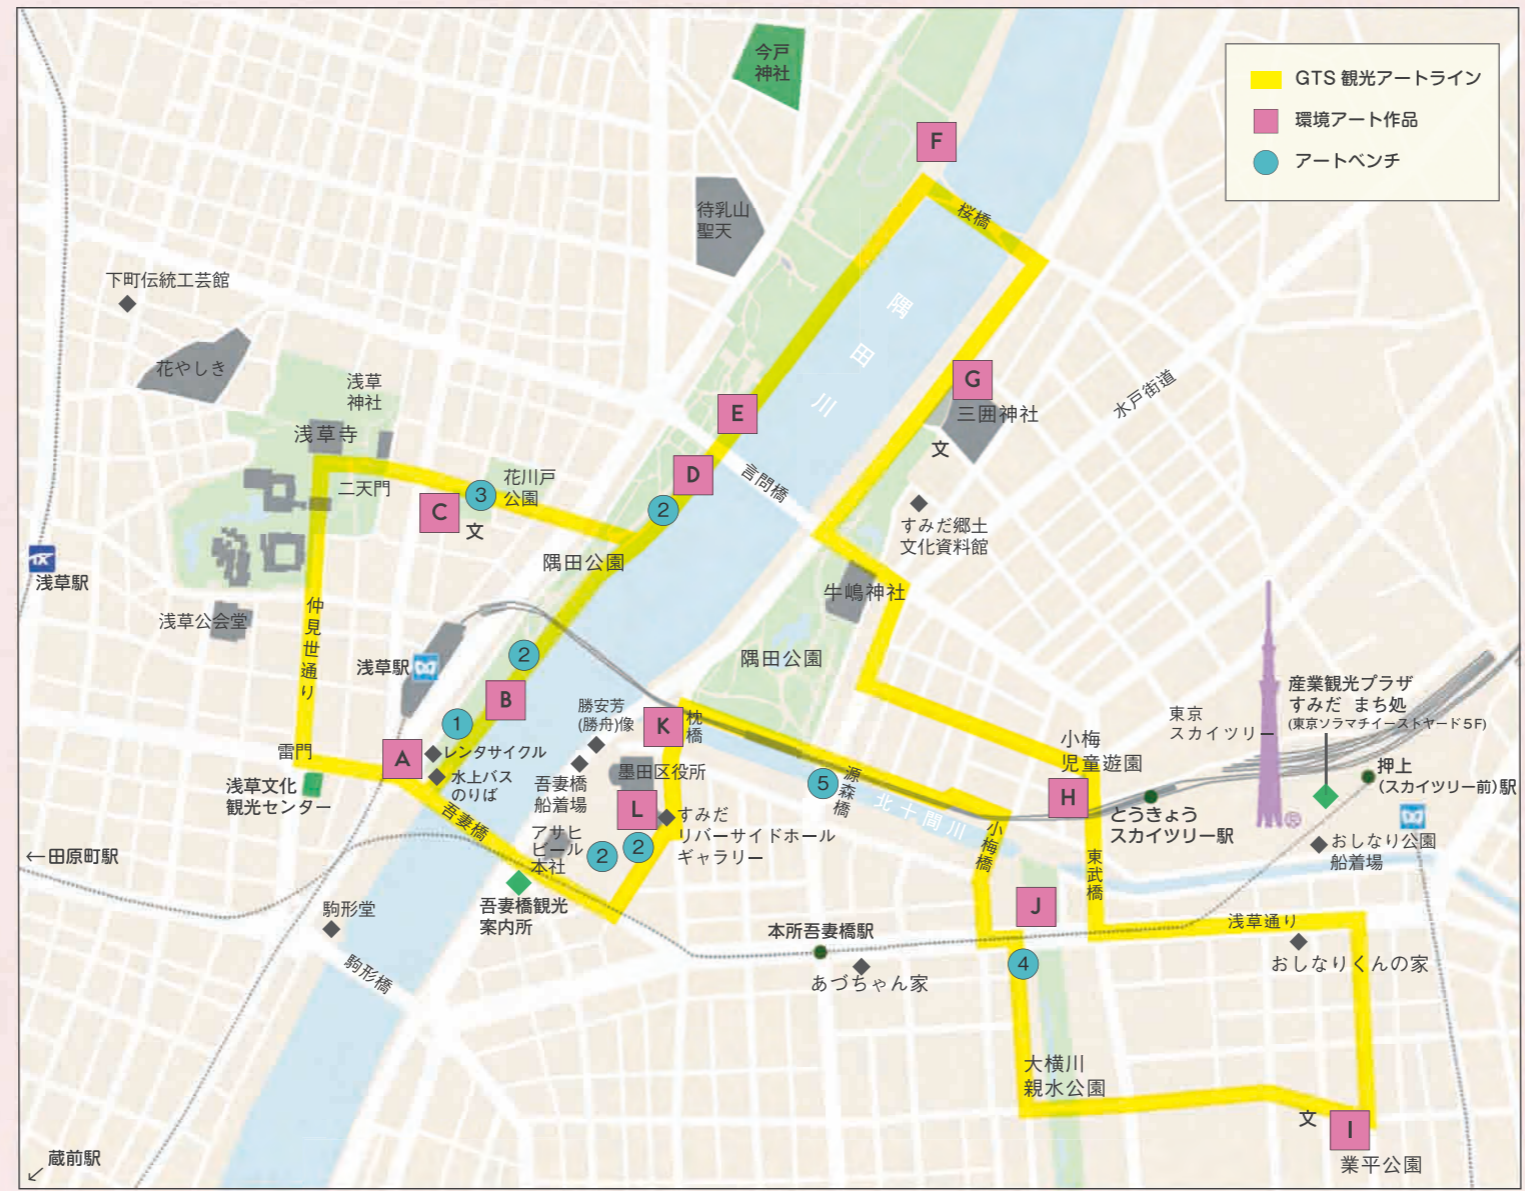 GTS 観光アートライン
環境アート作品
アートベンチ
今戸
神社
F
桜橋
待乳山
聖天
下町伝統工芸館
花やしき
浅草
神社
浅草寺
二天門
C
3
花川戸
公園
文
隅田公園
2
D
E
言問橋
隅
田
川
G
三囲神社
文
水戸街道
すみだ郷土
文化資料館
牛嶋神社
隅田公園
TX
浅草駅
浅草公会堂
仲見世通り
浅草駅
2
B
1
A
レンタサイクル
水上バス
のりば
雷門
浅草文化
観光センター
吾妻橋
勝安芳
(勝舟)像
吾妻橋
船着場
K
枕橋
墨田区役所
L
すみだ
リバーサイドホール
ギャラリー
アサヒ
ビール
本社
2
2
吾妻橋観光
案内所
5
源森橋
北十間川
小梅橋
小梅
児童遊園
H
とうきょう
スカイツリー駅
東武橋
東京
スカイツリー
®
産業観光プラザ
すみだ まち処
(東京ソラマチイーストヤード5F)
押上
(スカイツリー前)駅
おしなり公園
船着場
←田原町駅
駒形堂
駒形橋
本所吾妻橋駅
あづちゃん家
J
4
浅草通り
おしなりくんの家
大横川
親水公園
文
I
業平公園
蔵前駅
↙